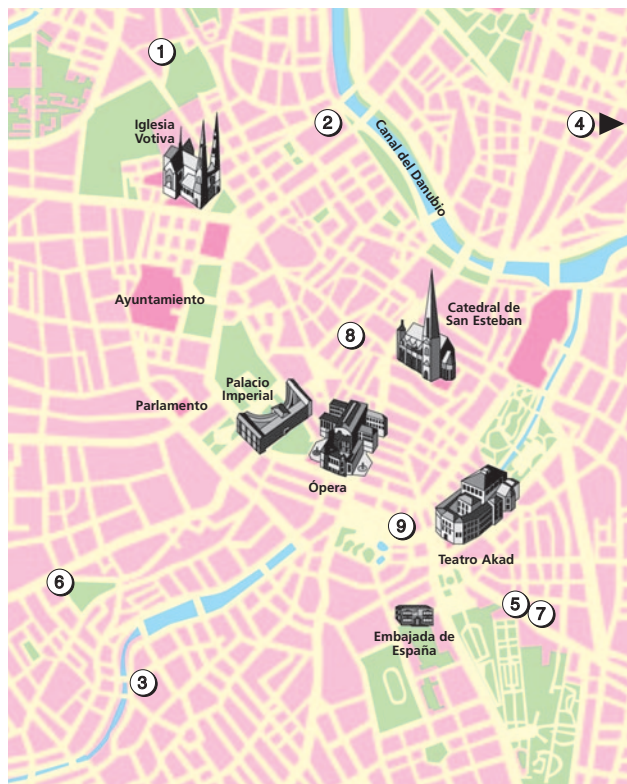 1
2
4
Iglesia
Votiva
Canal del Danubio
Ayuntamiento
Catedral de
San Esteban
8
Palacio
Imperial
Parlamento
Ópera
9
Teatro Akad
6
5
7
Embajada de
España
3